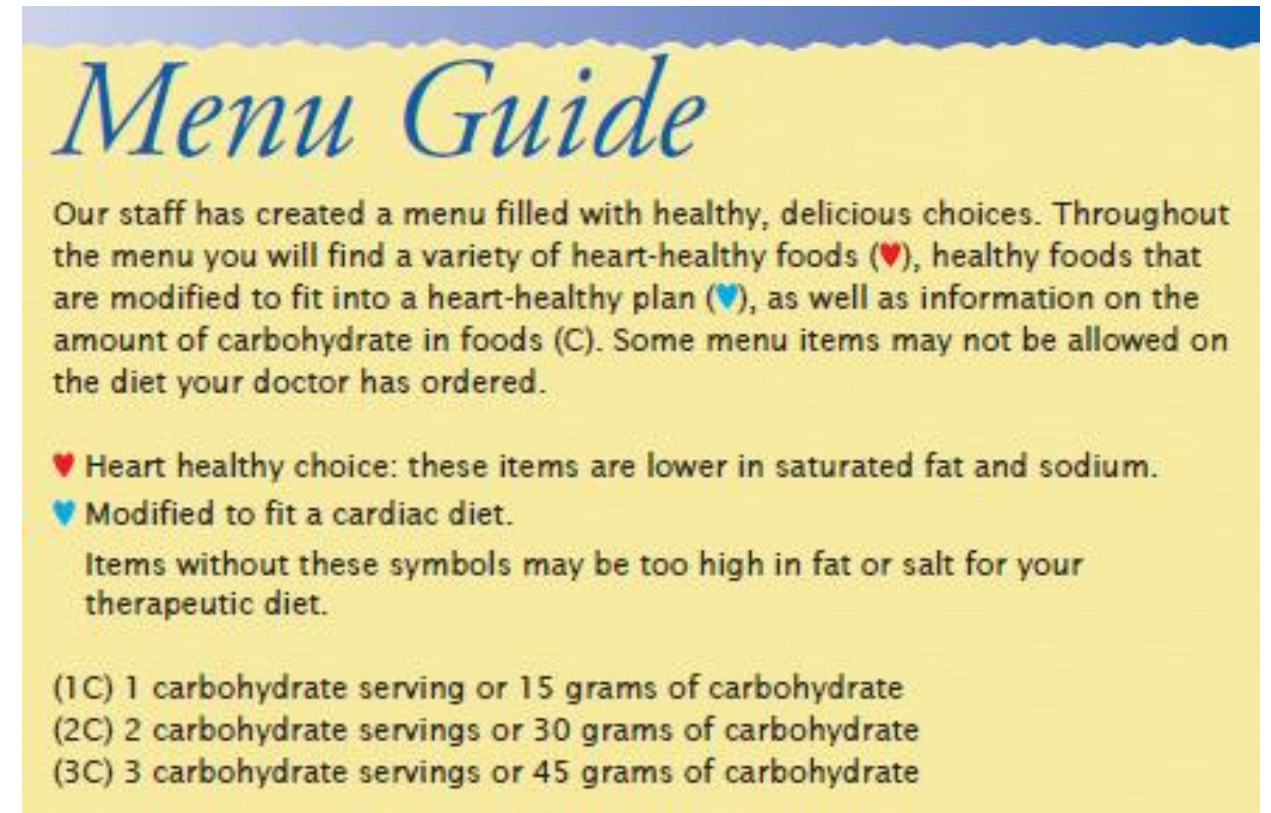 Menu Guide
Our staff has created a menu filled with healthy, delicious choices. Throughout
the menu you will find a variety of heart-healthy foods (♥), healthy foods that
are modified to fit into a heart-healthy plan (♥), as well as information on the
amount of carbohydrate in foods (C). Some menu items may not be allowed on
the diet your doctor has ordered.
♥ Heart healthy choice: these items are lower in saturated fat and sodium.
♥ Modified to fit a cardiac diet.
Items without these symbols may be too high in fat or salt for your
therapeutic diet.
(1C) 1 carbohydrate serving or 15 grams of carbohydrate
(2C) 2 carbohydrate servings or 30 grams of carbohydrate
(3C) 3 carbohydrate servings or 45 grams of carbohydrate